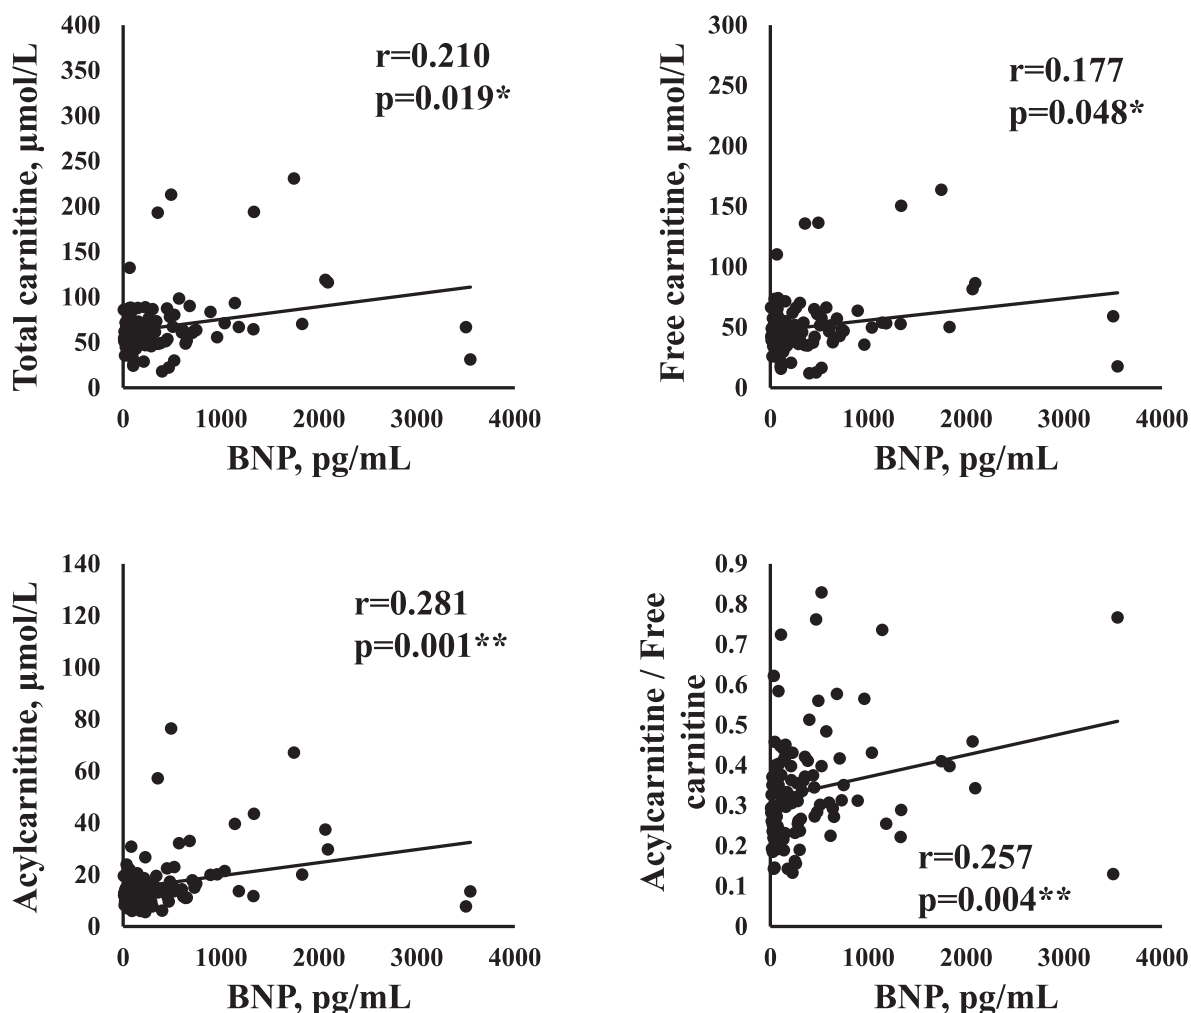 Total carnitine, μmol/L
400
350
300
250
200
150
100
50
0
r=0.210
p=0.019*
0 1000 2000 3000 4000
BNP, pg/mL
Free carnitine, μmol/L
300
250
200
150
100
50
0
r=0.177
p=0.048*
0 1000 2000 3000 4000
BNP, pg/mL
Acylcarnitine, μmol/L
140
120
100
80
60
40
20
0
r=0.281
p=0.001**
0 1000 2000 3000 4000
BNP, pg/mL
Acylcarnitine / Free
carnitine
0.9
0.8
0.7
0.6
0.5
0.4
0.3
0.2
0.1
0
r=0.257
p=0.004**
0 1000 2000 3000 4000
BNP, pg/mL